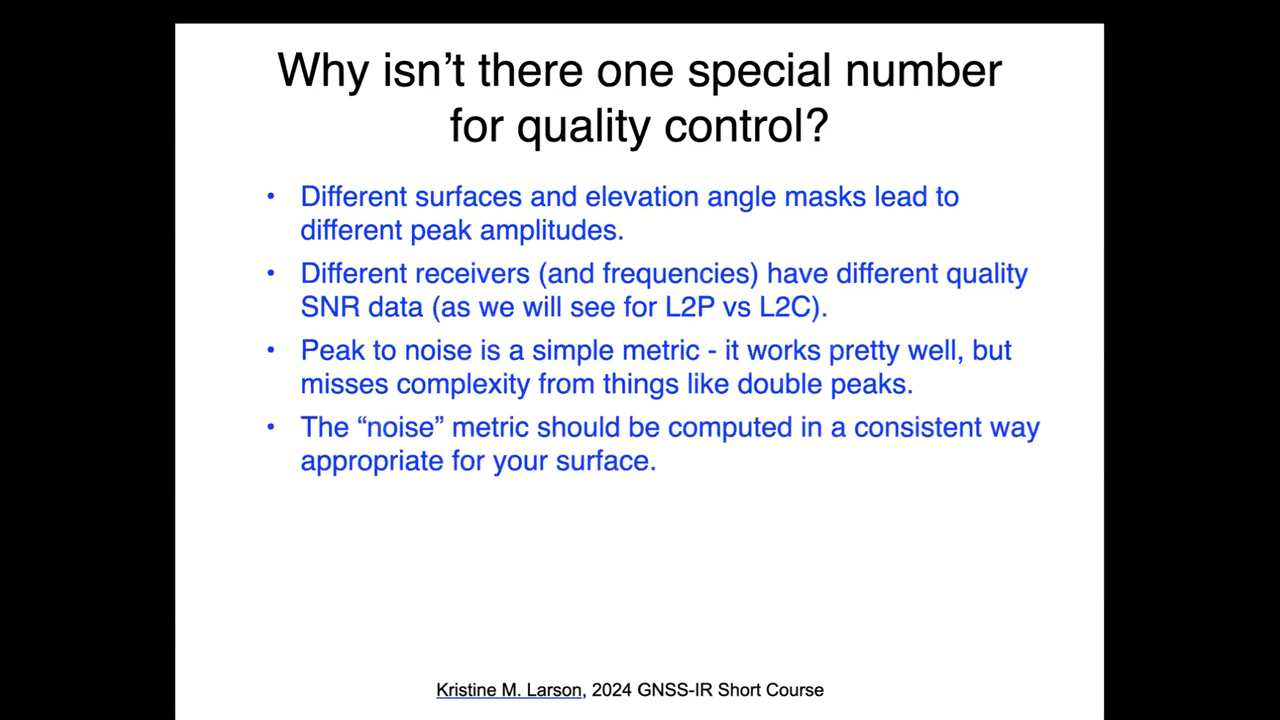 Why isn’t there one special number
for quality control?
• Different surfaces and elevation angle masks lead to
different peak amplitudes.
• Different receivers (and frequencies) have different quality
SNR data (as we will see for L2P vs L2C).
• Peak to noise is a simple metric - it works pretty well, but
misses complexity from things like double peaks.
• The “noise” metric should be computed in a consistent way
appropriate for your surface.
Kristine M. Larson, 2024 GNSS-IR Short Course